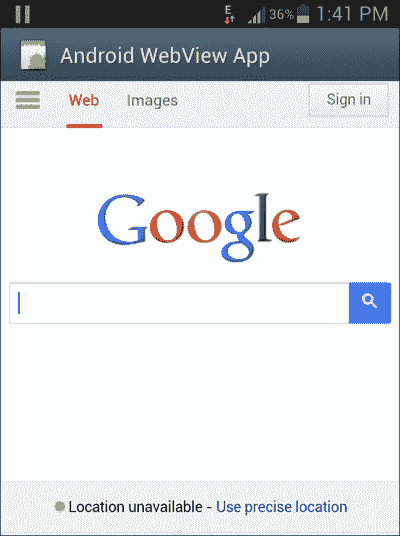 E 36% 1:41 PM
Android WebView App
Web Images Sign in
Google
Location unavailable - Use precise location